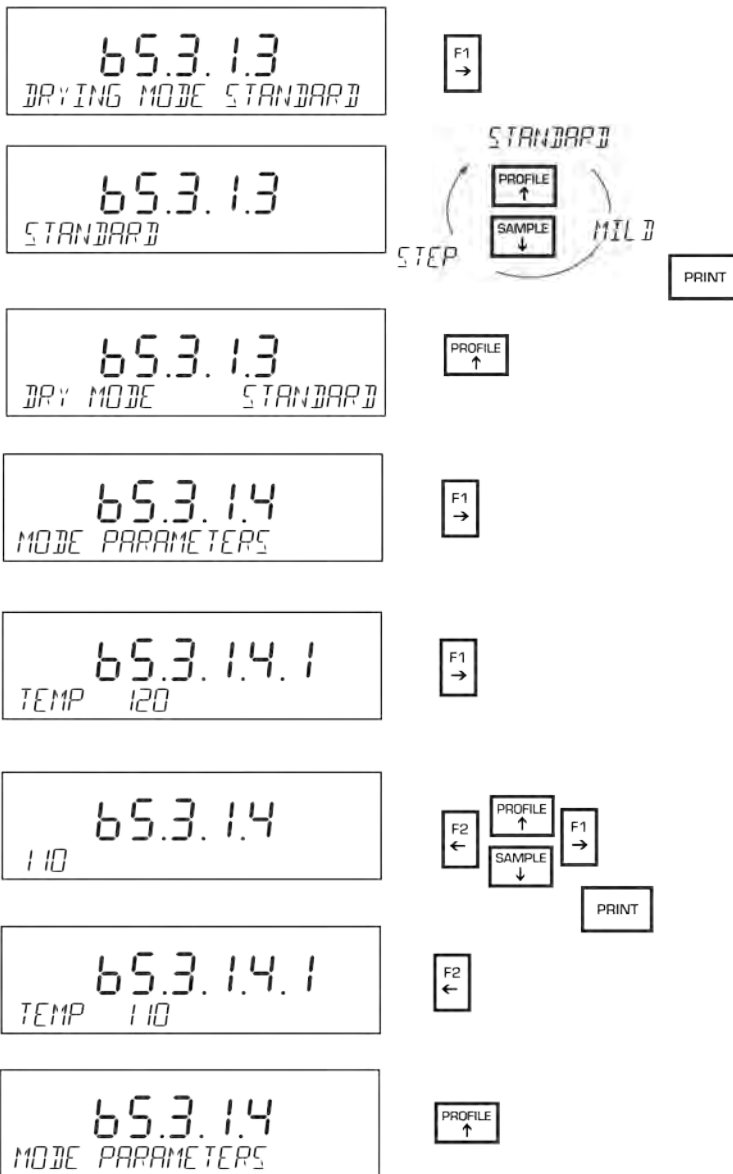 b5.3.1.3
DRYING MODE STANDARD
F1
→
b5.3.1.3
STANDARD
STANDARD
PROFILE
↑
SAMPLE
↓
MILD
STEP
PRINT
b5.3.1.3
DRY MODE STANDARD
PROFILE
↑
b5.3.1.4
MODE PARAMETERS
F1
→
b5.3.1.4.1
TEMP 120
F1
→
b5.3.1.4
110
F2
←
PROFILE
↑
SAMPLE
↓
F1
→
PRINT
b5.3.1.4.1
TEMP 110
F2
←
b5.3.1.4
MODE PARAMETERS
PROFILE
↑